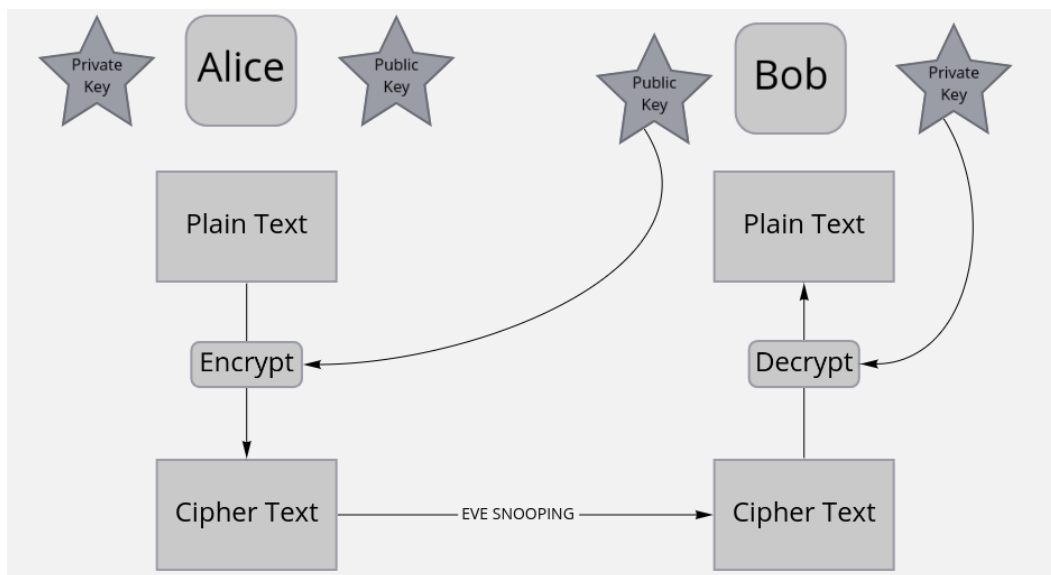 Private
Key
Alice
Public
Key
Public
Key
Bob
Private
Key
Plain Text
Plain Text
Encrypt
Decrypt
Cipher Text
EVE SNOOPING
Cipher Text